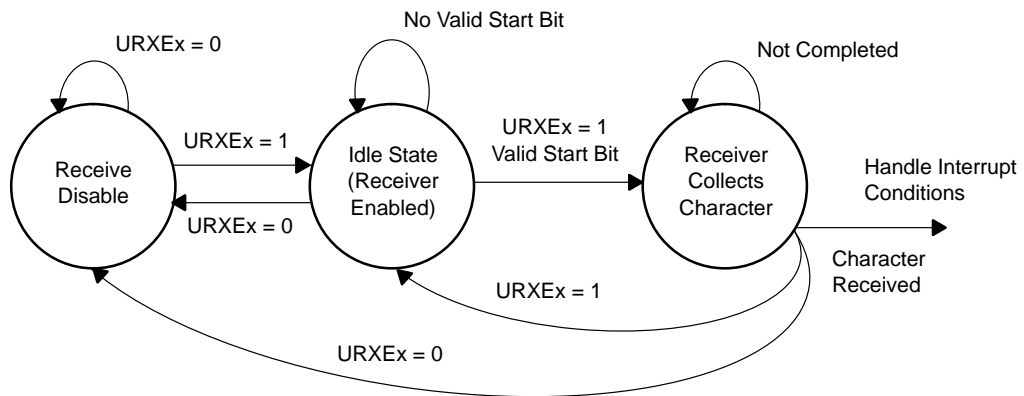 No Valid Start Bit
URXEx = 0
Not Completed
URXEx = 1
URXEx = 1
Valid Start Bit
Receive
Disable
Idle State
(Receiver
Enabled)
Receiver
Collects
Character
Handle Interrupt
Conditions
URXEx = 0
Character
Received
URXEx = 1
URXEx = 0